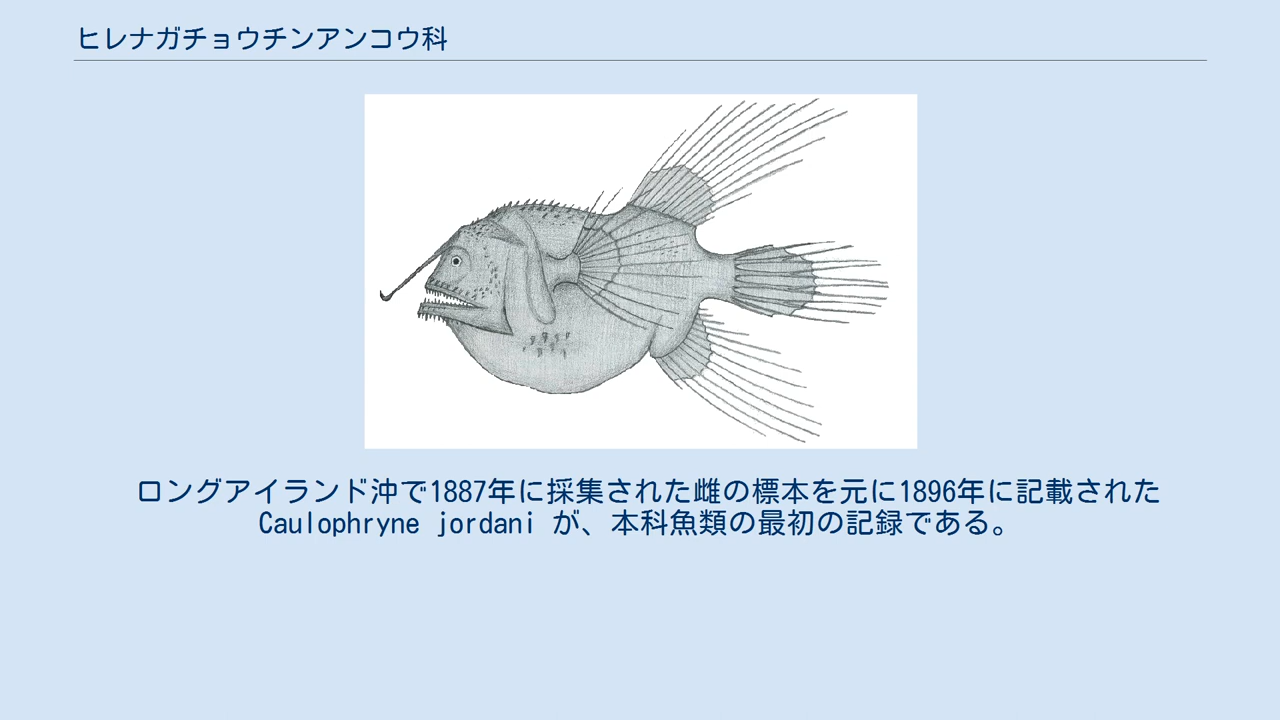 ヒレナガチョウチンアンコウ科
ロングアイランド沖で1887年に採集された雌の標本を元に1896年に記載された
Caulophryne jordani が、本科魚類の最初の記録である。